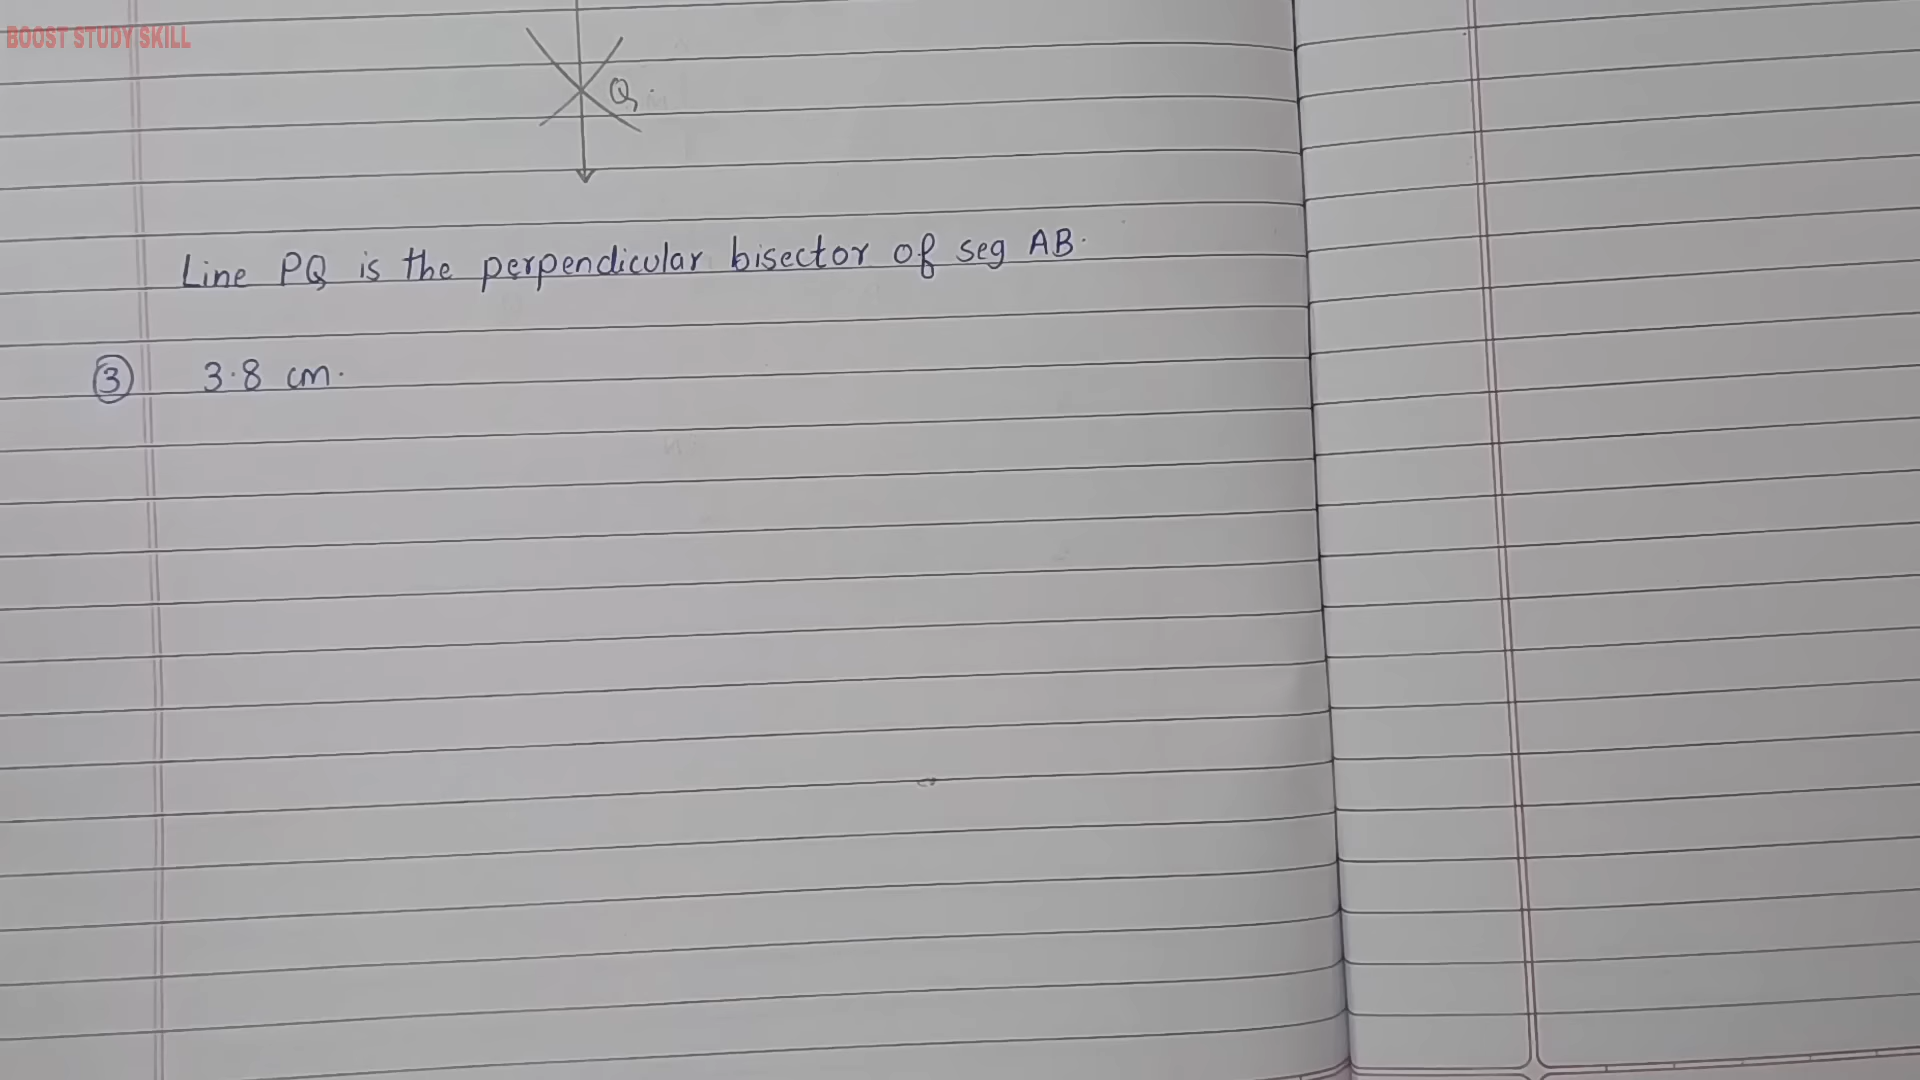 BOOST STUDY SKILL
Q.
Line PQ is the perpendicular bisector of seg AB.
3 3.8 cm.